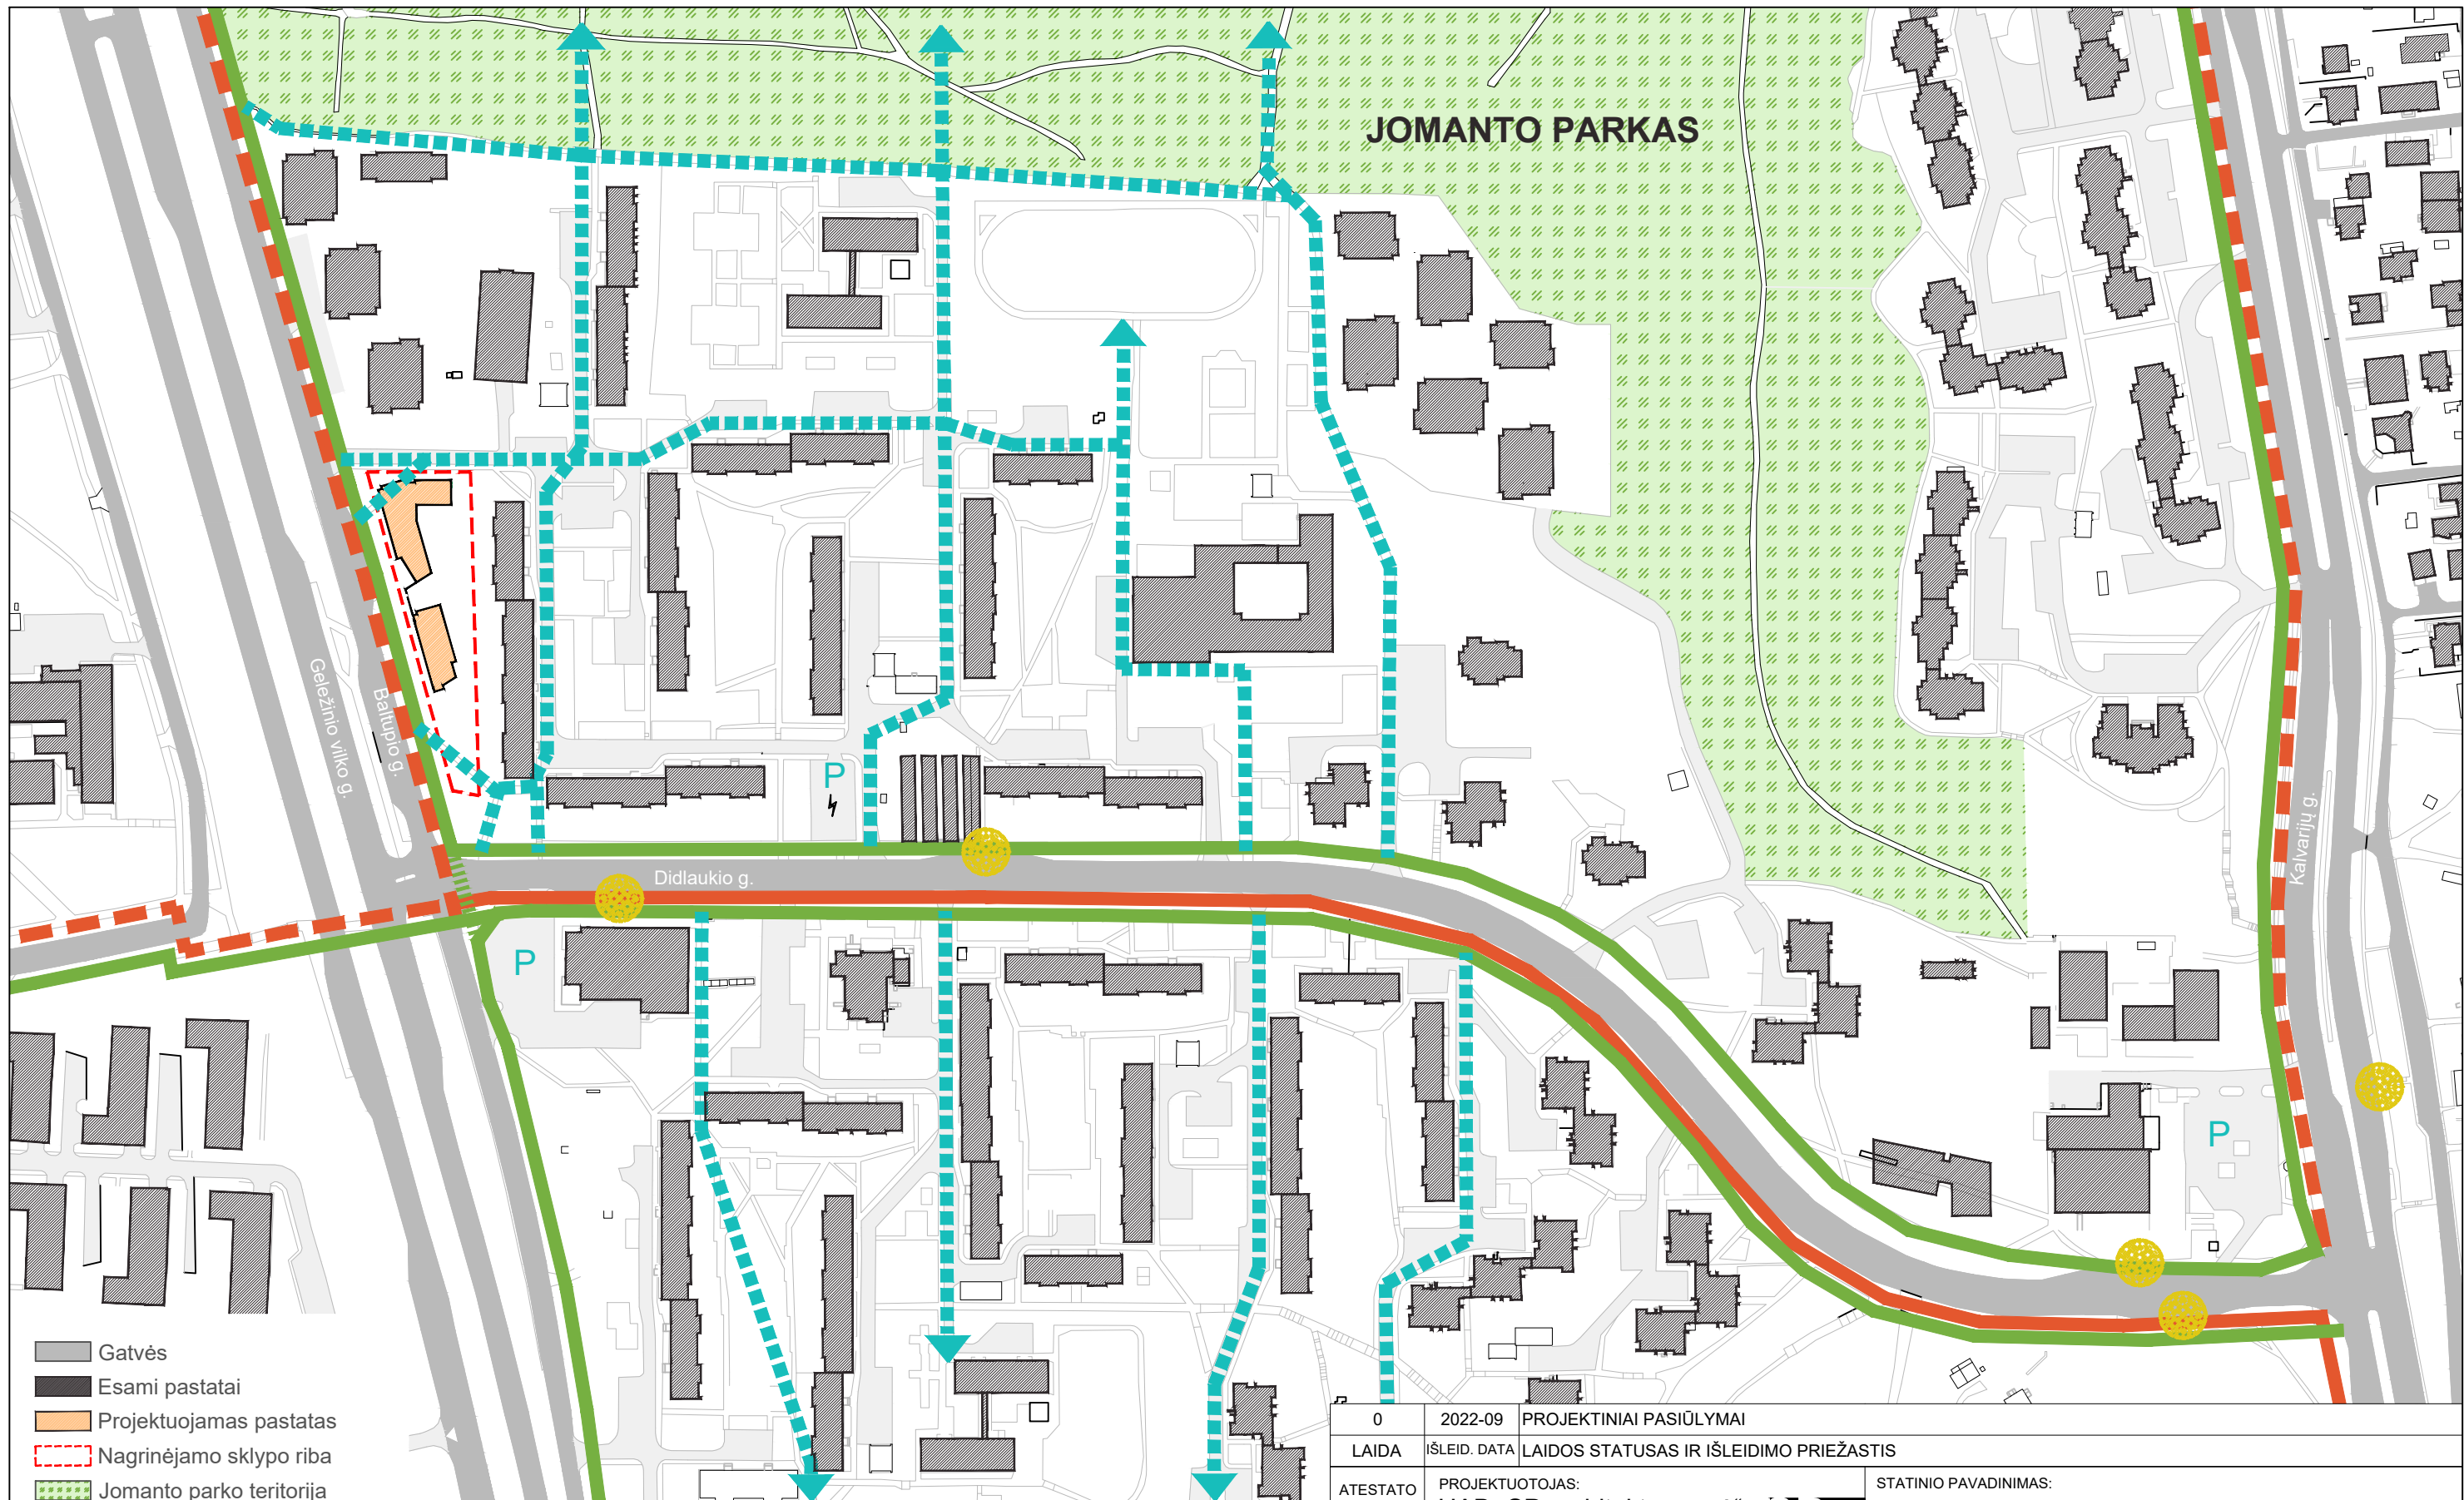 JOMANTO PARKAS
Geležinio vilko g.
Baltupio g.
P
Didlaukio g.
Kalvarijų g.
P
P
Gatvės
Esami pastatai
Projektuojamas pastatas
Nagrinėjamo sklypo riba
Jomanto parko teritorija
0 2022-09 PROJEKTINIAI PASIŪLYMAI
LAIDA IŠLEID. DATA LAIDOS STATUSAS IR IŠLEIDIMO PRIEŽASTIS
ATESTATO PROJEKTUOTOJAS: STATINIO PAVADINIMAS: